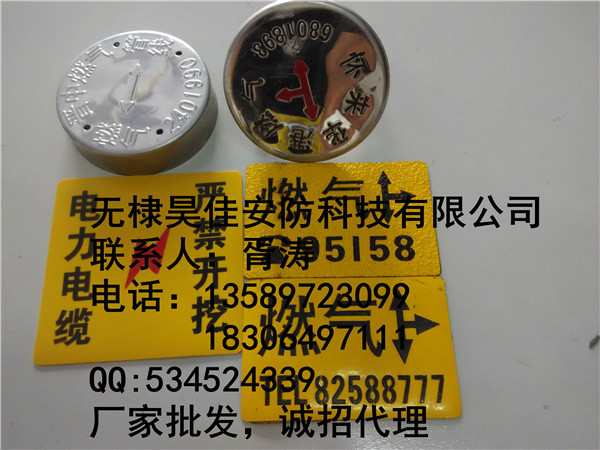 燃气
95158
电力电缆
严禁开挖
燃气
TEL 82588777
无棣昊佳安防科技有限公司
联系人：胥涛
电话：13589723099
18306497111
QQ:534524339
厂家批发，诚招代理